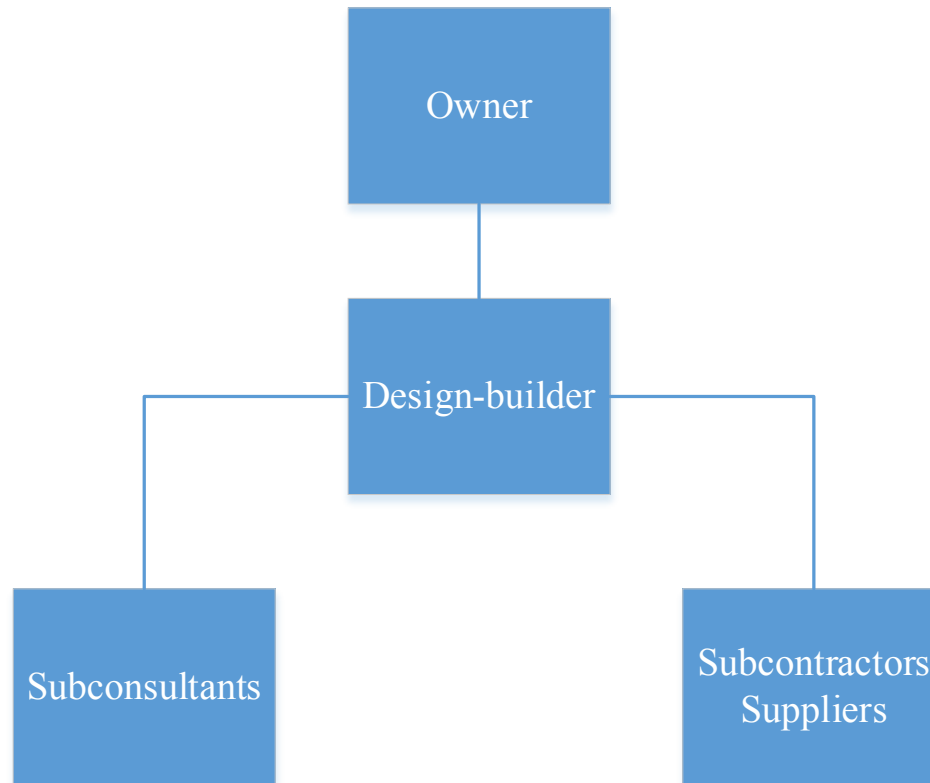 Owner
Design-builder
Subconsultants
Subcontractors
Suppliers